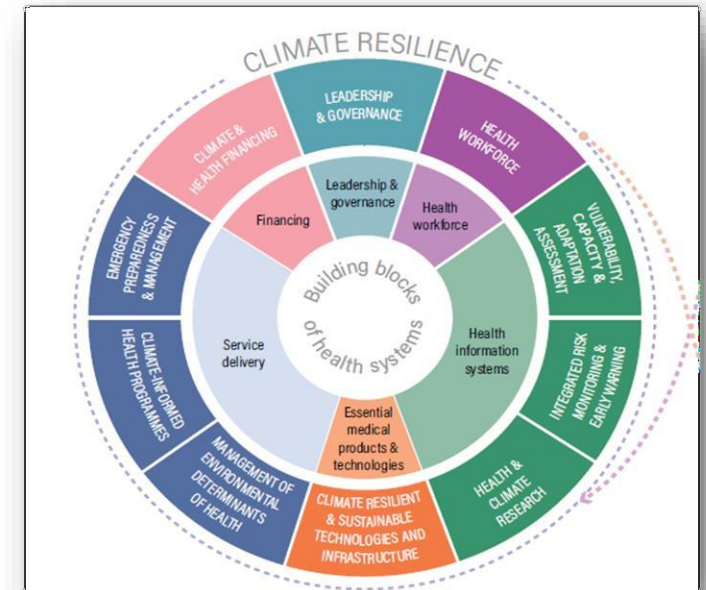 CLIMATE RESILIENCE
LEADERSHIP
& GOVERNANCE
HEALTH
WORKFORCE
VULNERABILITY,
CAPACITY &
ADAPTATION
ASSESSMENT
INTEGRATED RISK
MONITORING &
EARLY WARNING
HEALTH &
CLIMATE
RESEARCH
CLIMATE RESILIENT
& SUSTAINABLE
TECHNOLOGIES AND
INFRASTRUCTURE
MANAGEMENT OF
ENVIRONMENTAL
DETERMINANTS
OF HEALTH
CLIMATE-INFORMED
HEALTH PROGRAMMES
EMERGENCY
PREPAREDNESS
& MANAGEMENT
CLIMATE &
HEALTH FINANCING
Leadership &
governance
Health
workforce
Health
information
systems
Essential
medical
products &
technologies
Service
delivery
Financing
Building blocks
of health systems